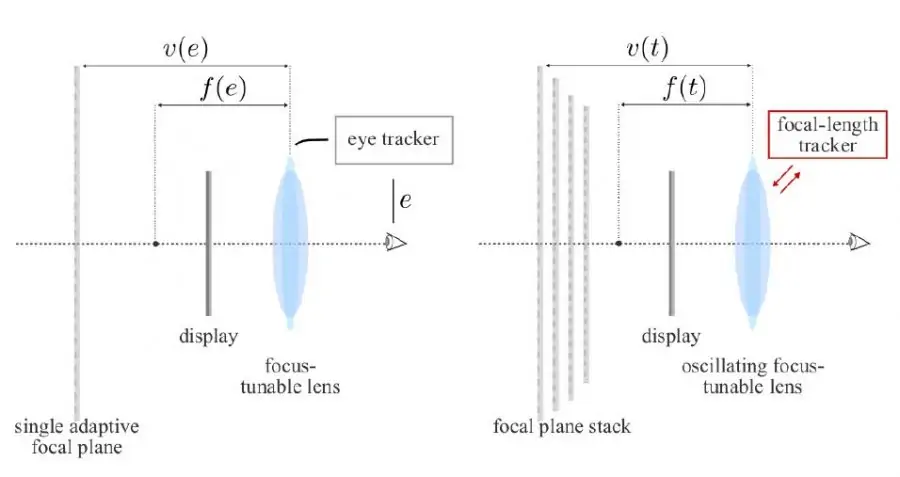 v(e)
f(e)
eye tracker
e
display
focus-
tunable lens
single adaptive
focal plane
v(t)
f(t)
focal-length
tracker
display
oscillating focus-
tunable lens
focal plane stack